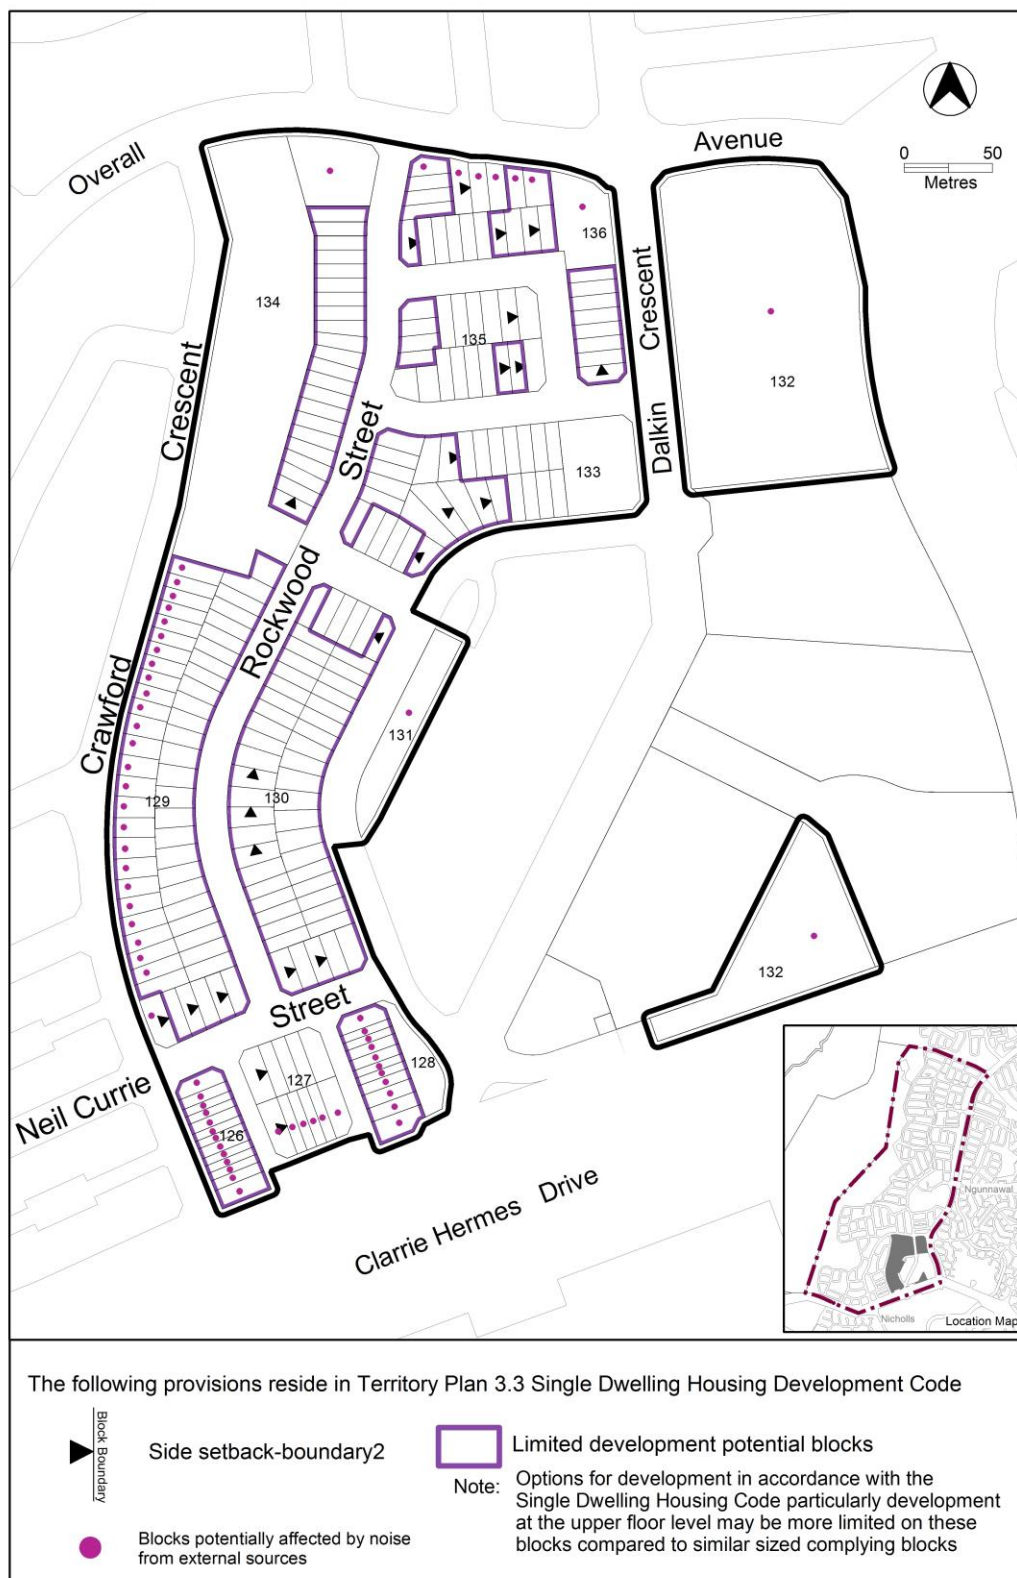 Overall
Avenue
0 50
Metres
Crescent
134
136
135
Crescent
132
Street
Dalkin
133
Rockwood
Crawford
131
129
130
132
Street
128
127
Neil Currie
126
Clarrie Hermes Drive
Ngunnawal
Nicholls
Location Map
The following provisions reside in Territory Plan 3.3 Single Dwelling Housing Development Code
Block Boundary
Side setback-boundary2
Limited development potential blocks
Note: Options for development in accordance with the
Single Dwelling Housing Code particularly development
at the upper floor level may be more limited on these
blocks compared to similar sized complying blocks
Blocks potentially affected by noise
from external sources